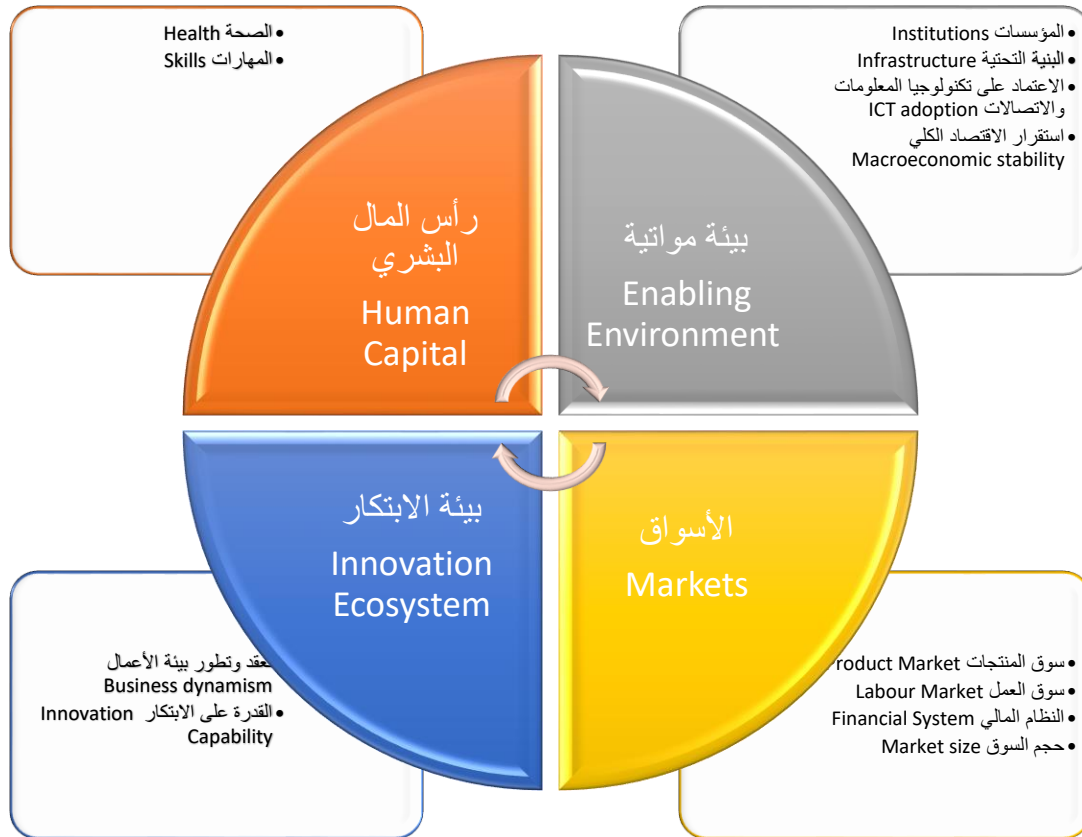 • الصحة Health
• المهارات Skills
• المؤسسات Institutions
• البنية التحتية Infrastructure
• الاعتماد على تكنولوجيا المعلومات
والاتصالات ICT adoption
• استقرار الاقتصاد الكلي
Macroeconomic stability
رأس المال
البشري
Human
Capital
بيئة مواتية
Enabling
Environment
بيئة الابتكار
Innovation
Ecosystem
الأسواق
Markets
وتطور بيئة الأعمال
Business dynamism
• القدرة على الابتكار Innovation
Capability
• سوق المنتجات roduct Market
• سوق العمل Labour Market
• النظام المالي Financial System
• حجم السوق Market size